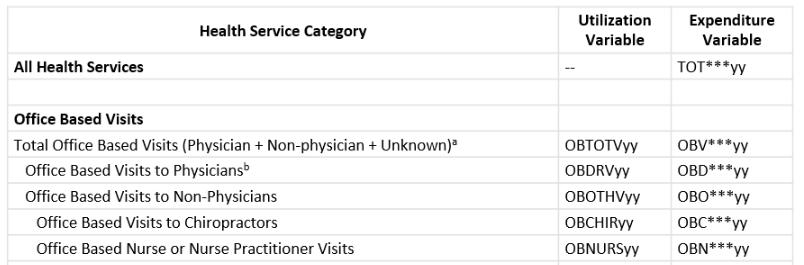 Health Service Category Utilization Variable Expenditure Variable
All Health Services -- TOT***yy
Office Based Visits
Total Office Based Visits (Physician + Non-physician + Unknown)ᵃ OBTOTVyy OBV***yy
Office Based Visits to Physiciansᵇ OBDRVyy OBD***yy
Office Based Visits to Non-Physicians OBOTHVyy OBO***yy
Office Based Visits to Chiropractors OBCHIRyy OBC***yy
Office Based Nurse or Nurse Practitioner Visits OBNURSyy OBN***yy